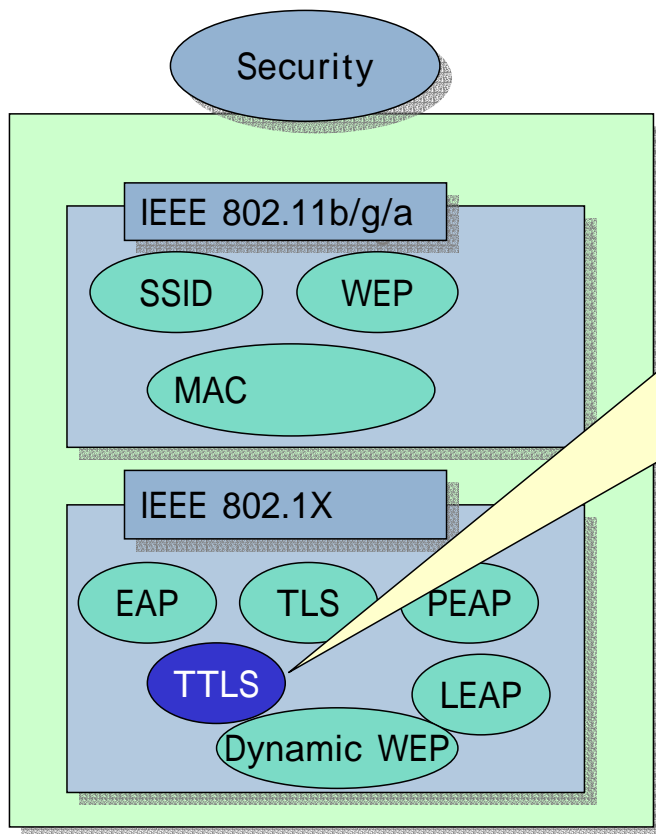 Security
IEEE 802.11b/g/a
SSID
WEP
MAC
IEEE 802.1X
EAP
TLS
PEAP
TTLS
LEAP
Dynamic WEP